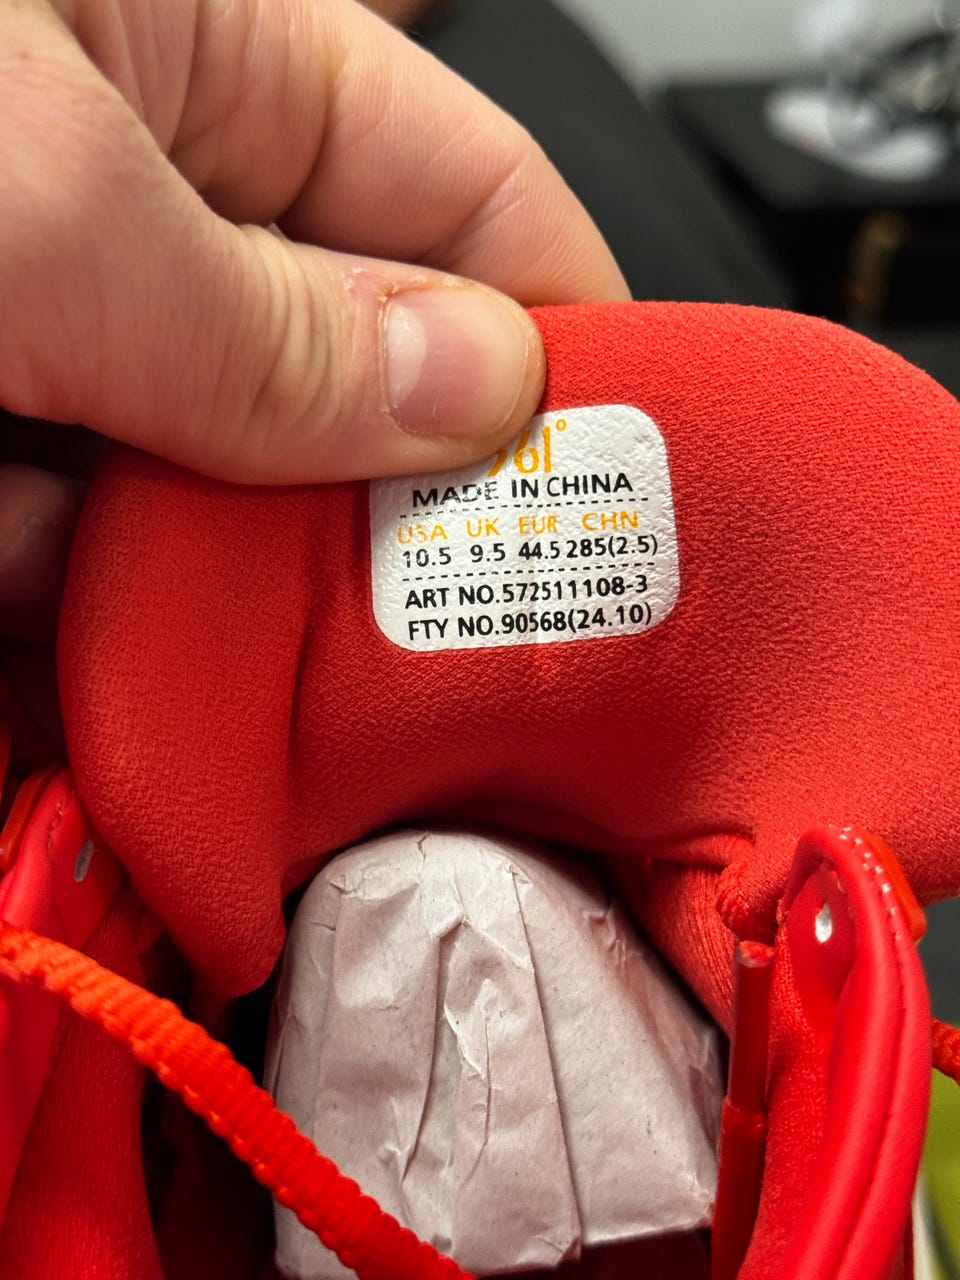 61°
MADE IN CHINA
USA UK EUR CHN
10.5 9.5 44.5 285(2.5)
ART NO.572511108-3
FTY NO.90568(24.10)